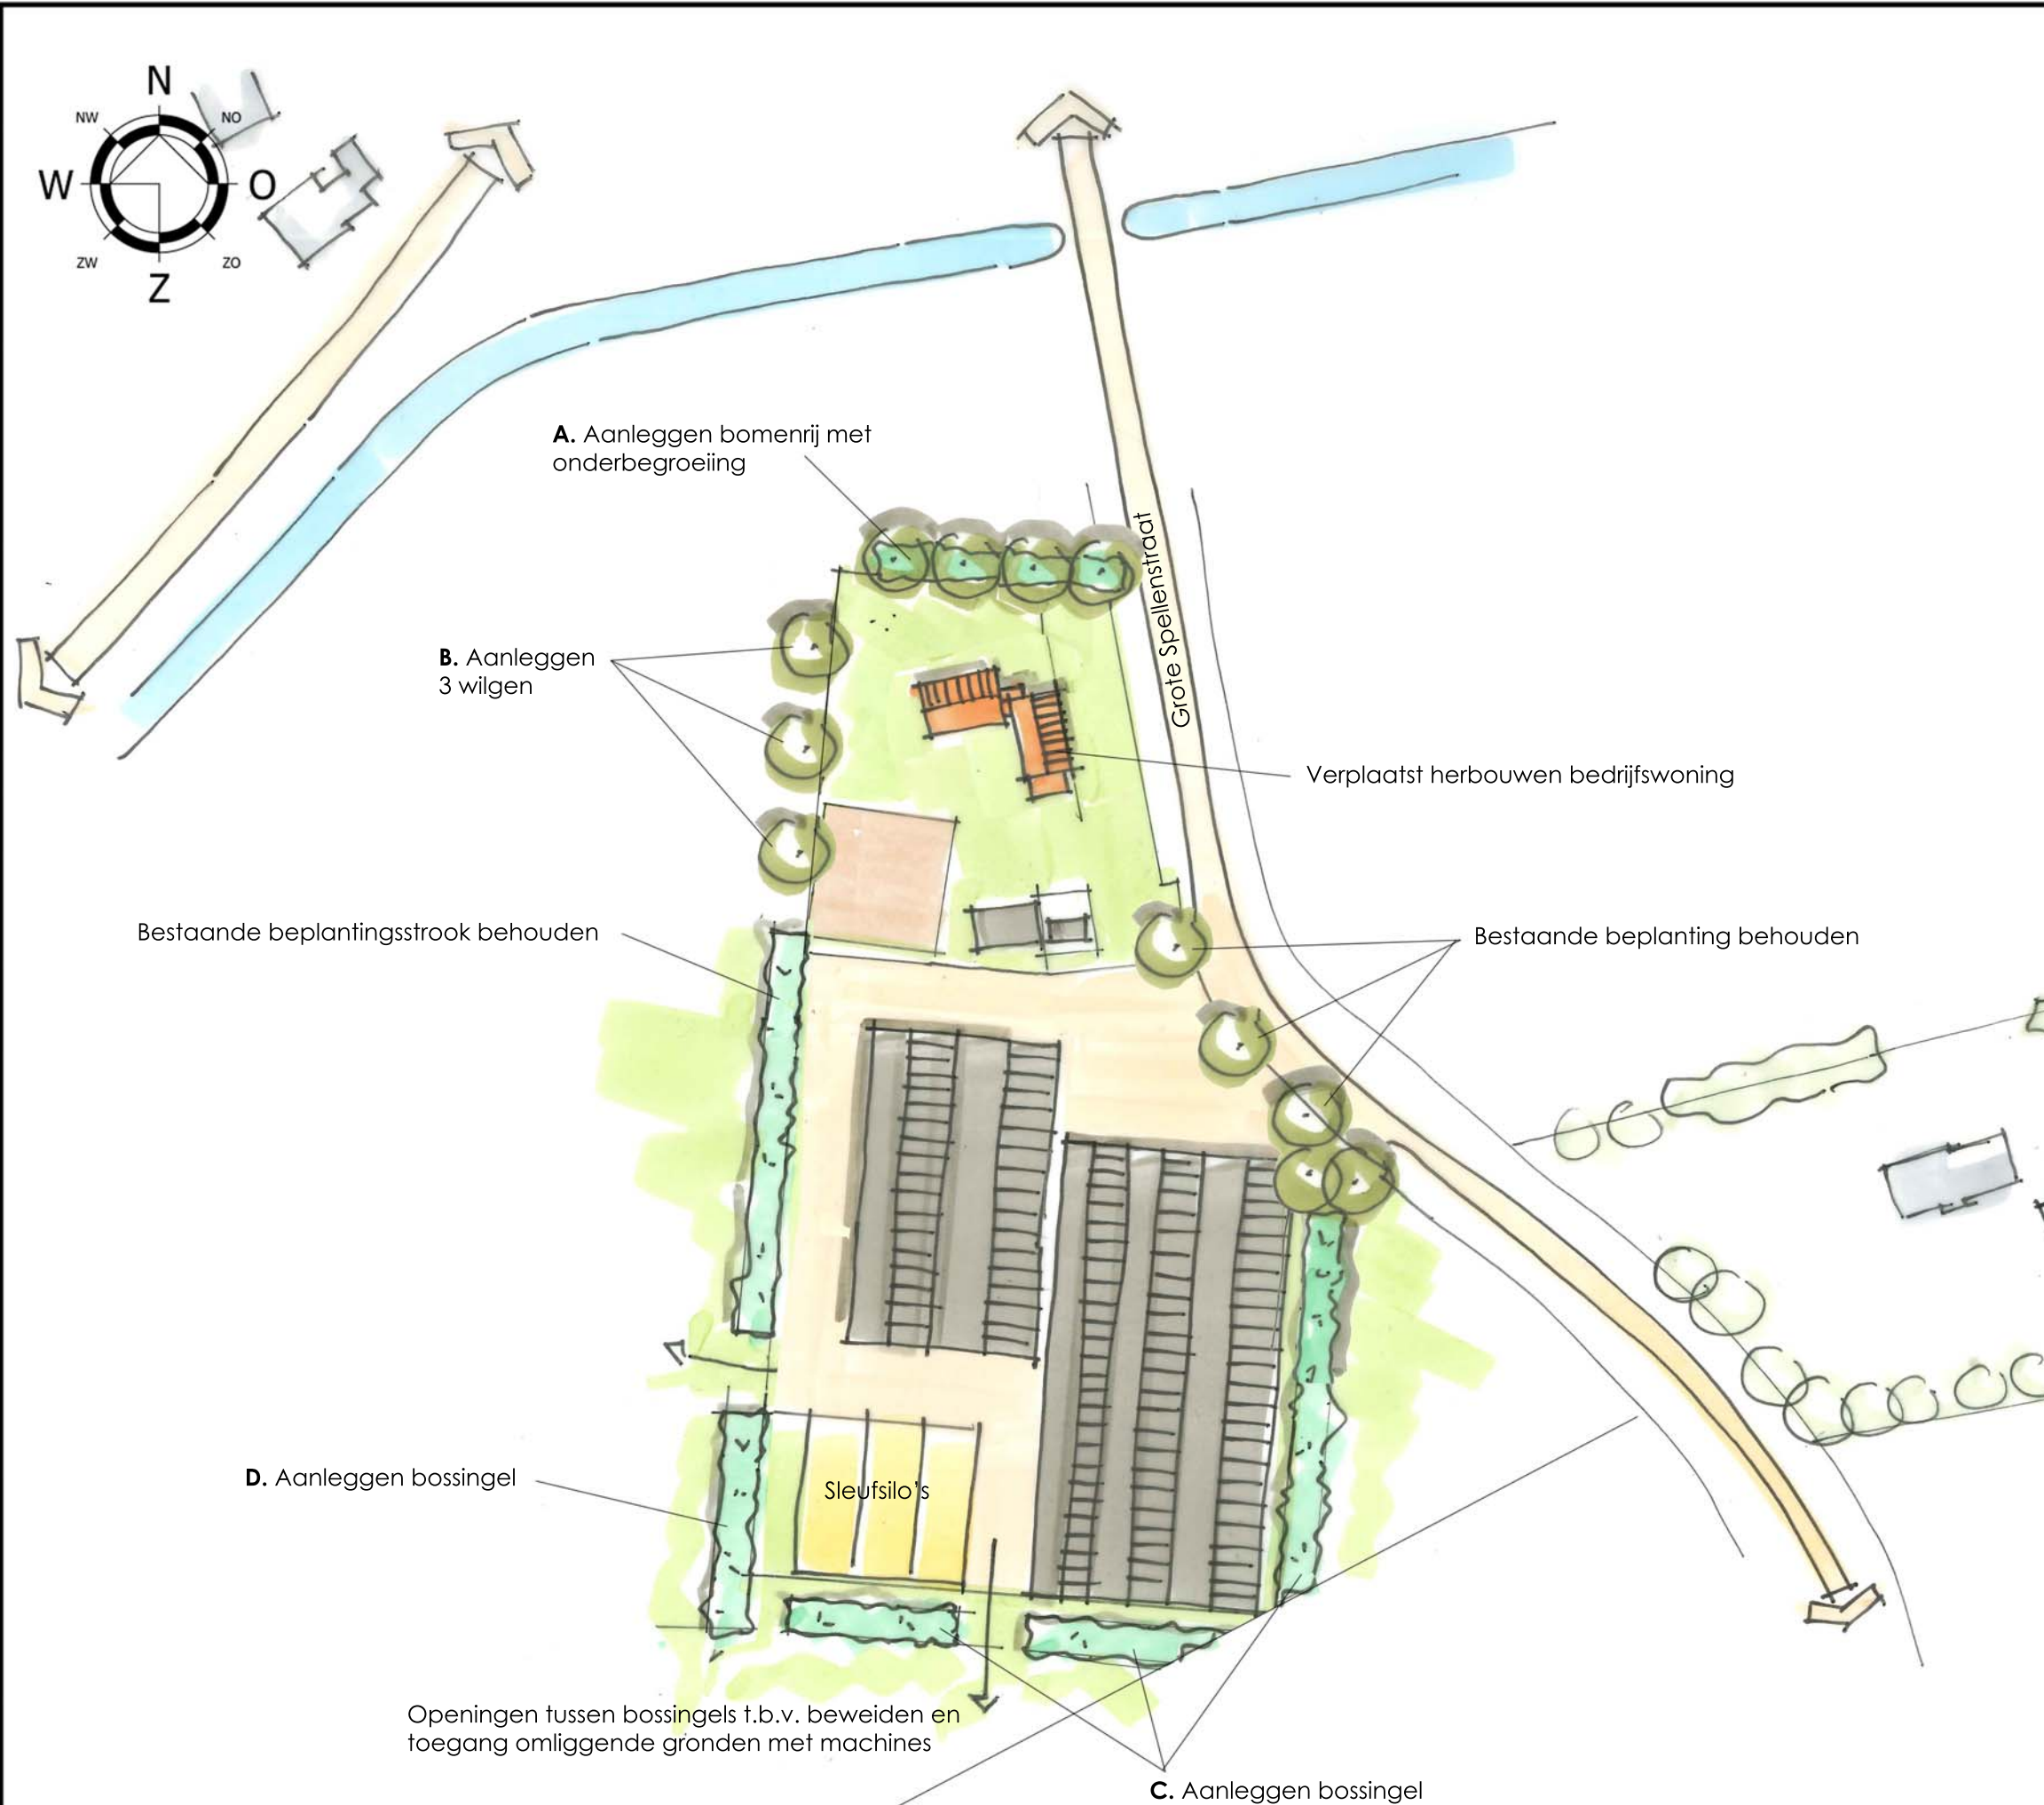 N
NW
NO
W
O
ZW
ZO
Z
A. Aanleggen bomenrij met
onderbegroeiing
Grote Spellenstraat
B. Aanleggen
3 wilgen
Verplaatst herbouwen bedrijfswoning
Bestaande beplantingsstrook behouden
Bestaande beplanting behouden
D. Aanleggen bossingel
Sleufsilo's
Openingen tussen bossingels t.b.v. beweiden en
toegang omliggende gronden met machines
C. Aanleggen bossingel